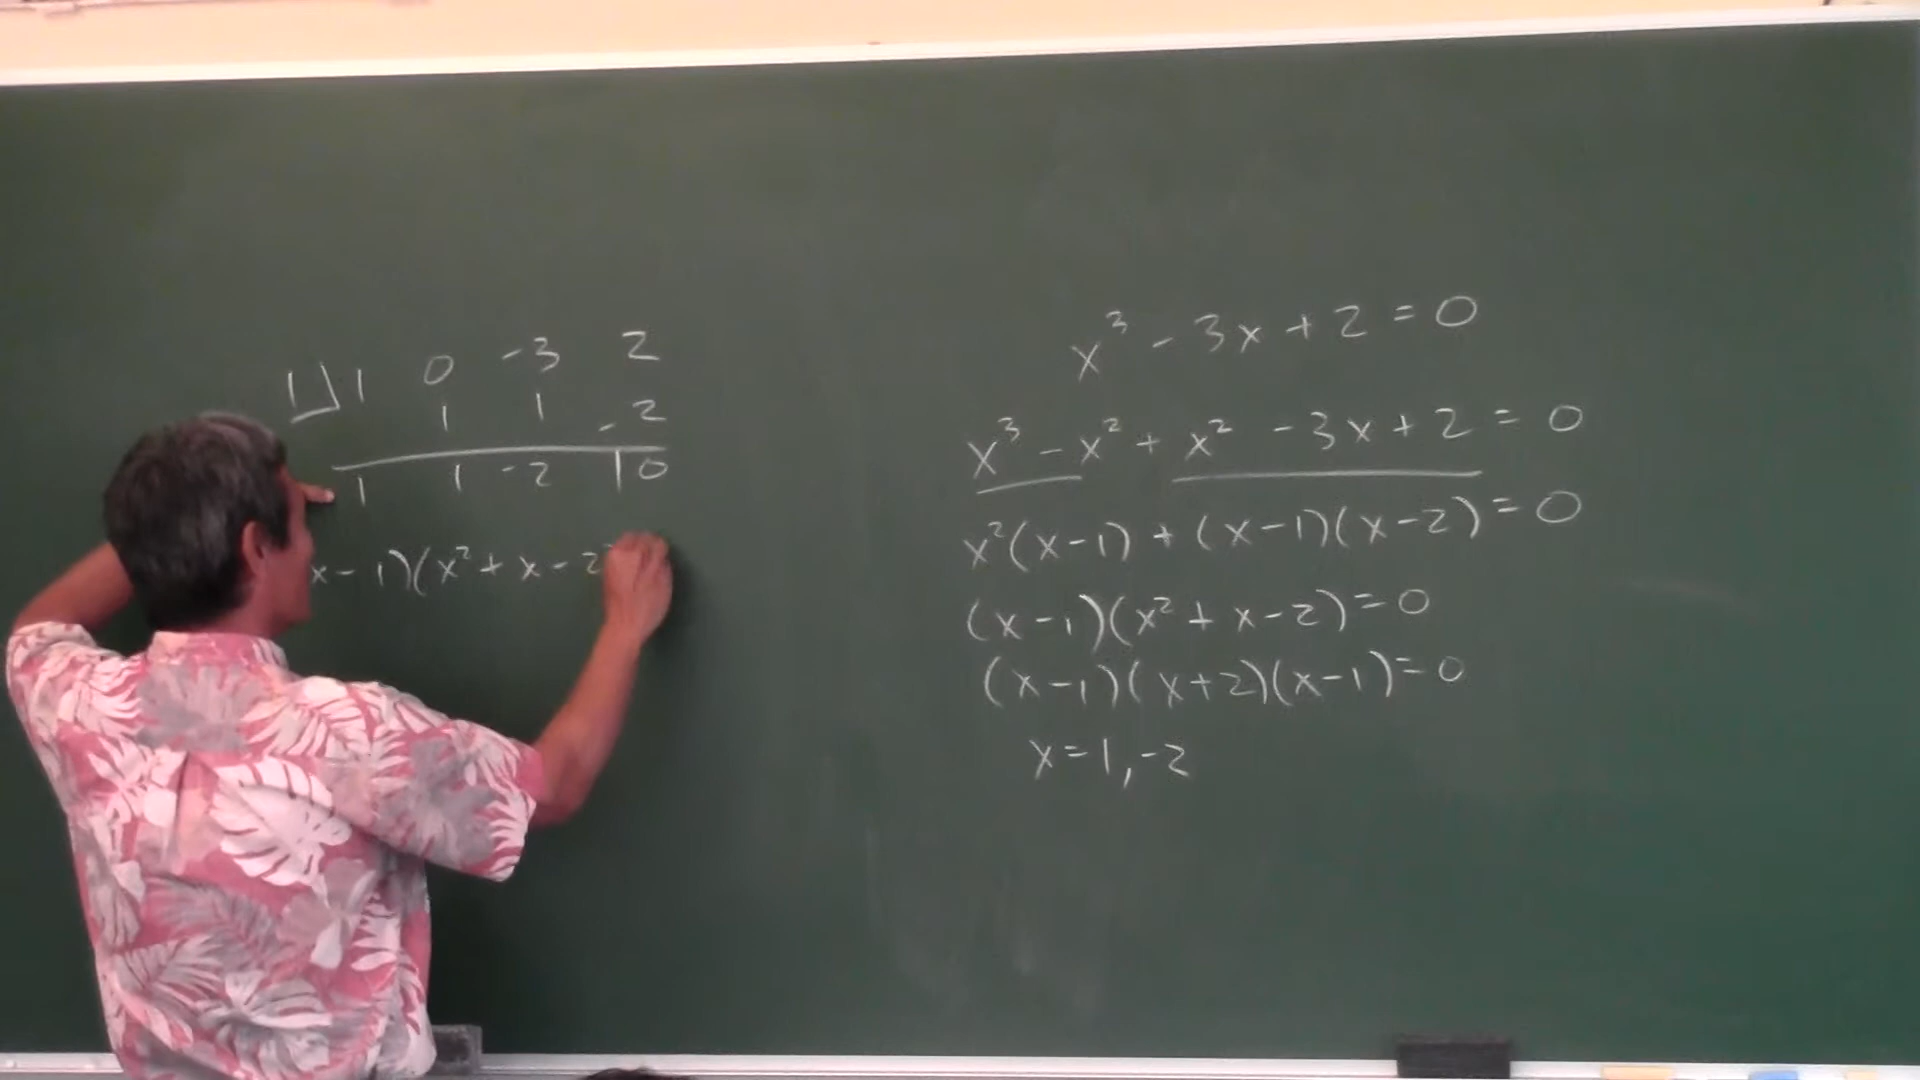 1 | 1 0 -3 2
1 1 -2
1 1 -2 | 0
x-1)(x²+x-2
x³-3x+2=0
x³-x²+x²-3x+2=0
x²(x-1)+(x-1)(x-2)=0
(x-1)(x²+x-2)=0
(x-1)(x+2)(x-1)=0
x=1,-2